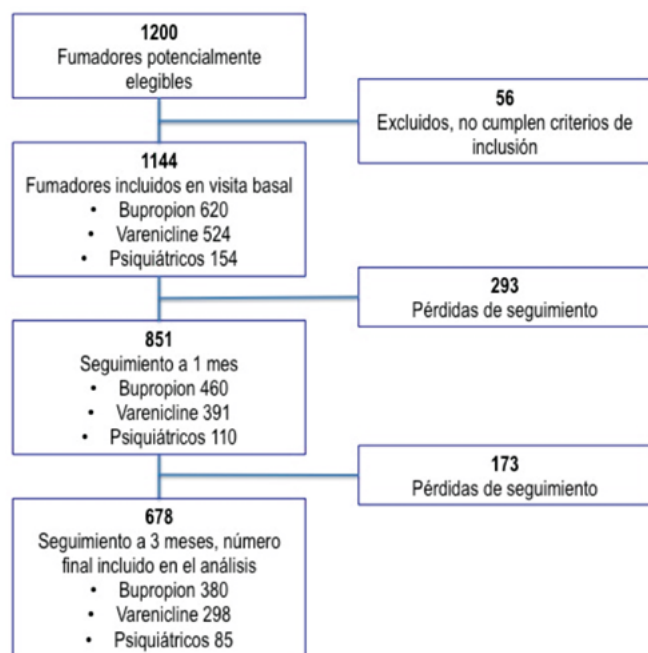 1200
Fumadores potencialmente
elegibles
56
Excluidos, no cumplen criterios de
inclusión
1144
Fumadores incluidos en visita basal
• Bupropion 620
• Varenicline 524
• Psiquiátricos 154
293
Pérdidas de seguimiento
851
Seguimiento a 1 mes
• Bupropion 460
• Varenicline 391
• Psiquiátricos 110
173
Pérdidas de seguimiento
678
Seguimiento a 3 meses, número
final incluido en el análisis
• Bupropion 380
• Varenicline 298
• Psiquiátricos 85